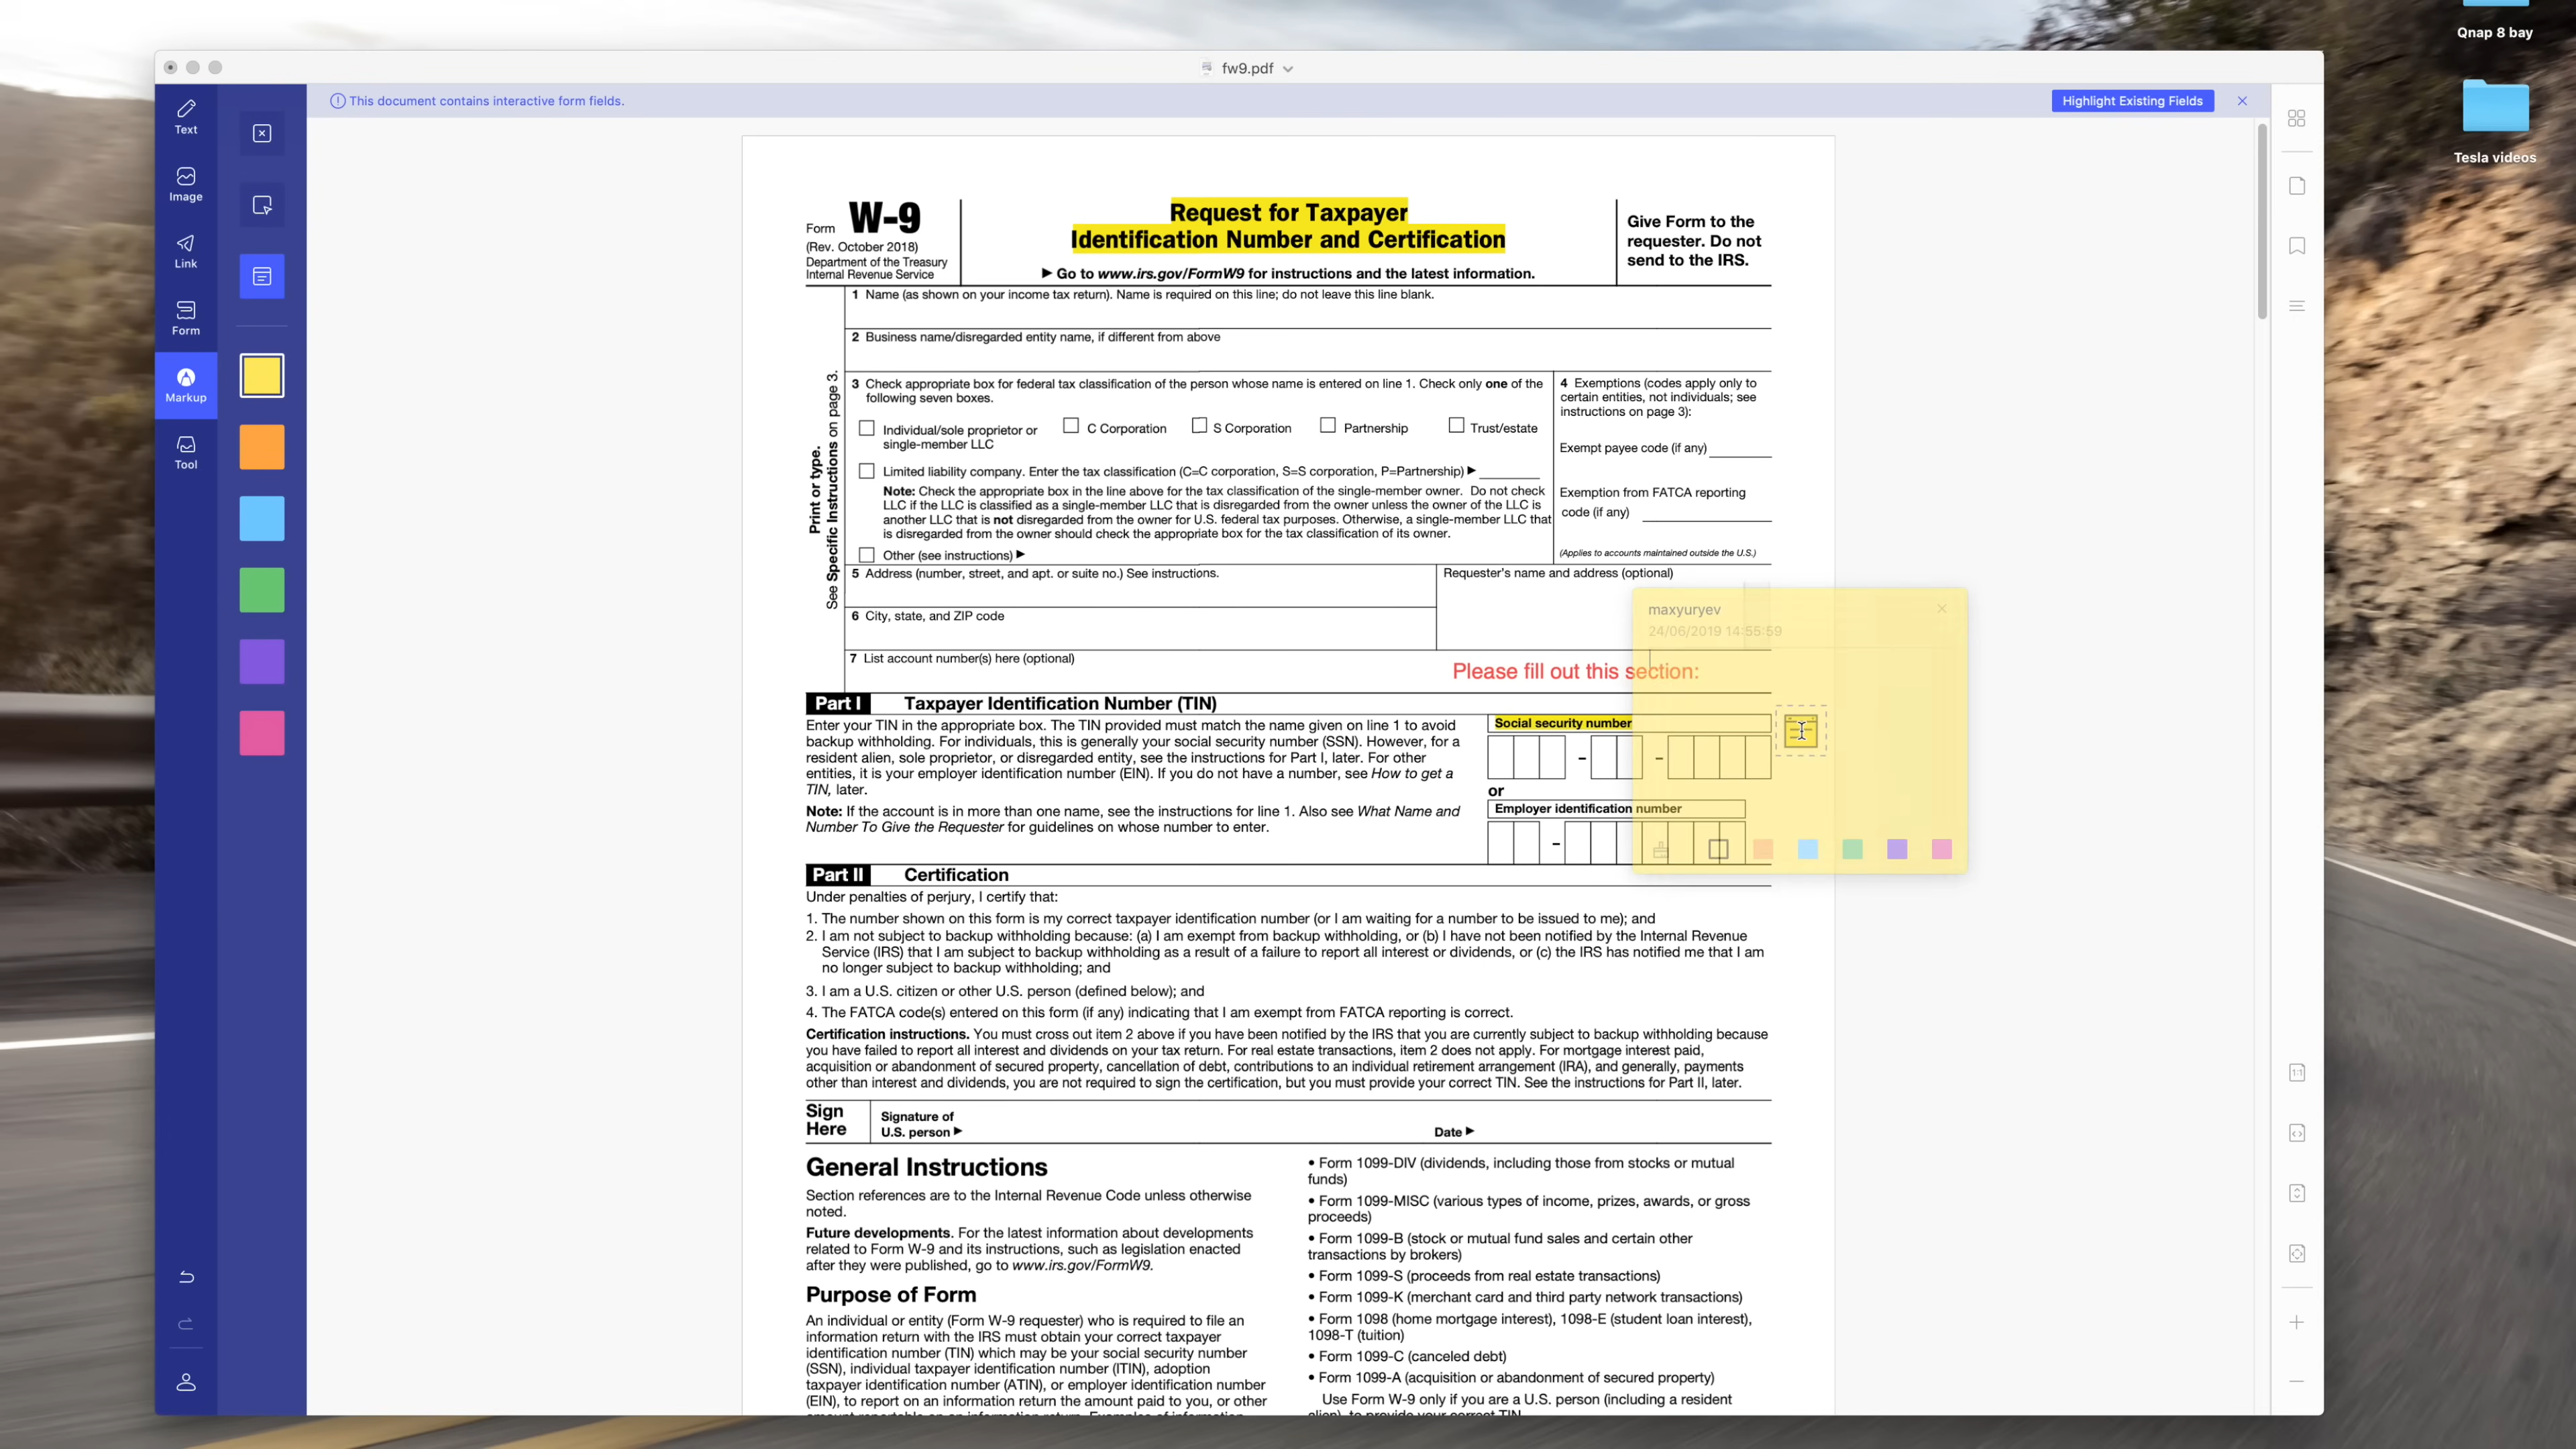 Qnap 8 bay
Tesla videos
fw9.pdf
This document contains interactive form fields.
Highlight Existing Fields
Text
Image
Link
Form
Markup
Tool
Form W-9
(Rev. October 2018)
Department of the Treasury
Internal Revenue Service
Request for Taxpayer
Identification Number and Certification
▶ Go to www.irs.gov/FormW9 for instructions and the latest information.
Give Form to the
requester. Do not
send to the IRS.
Print or type.
See Specific Instructions on page 3.
1 Name (as shown on your income tax return). Name is required on this line; do not leave this line blank.
2 Business name/disregarded entity name, if different from above
3 Check appropriate box for federal tax classification of the person whose name is entered on line 1. Check only one of the
following seven boxes.
Individual/sole proprietor or
single-member LLC
C Corporation
S Corporation
Partnership
Trust/estate
Limited liability company. Enter the tax classification (C=C corporation, S=S corporation, P=Partnership) ▶
Note: Check the appropriate box in the line above for the tax classification of the single-member owner. Do not check
LLC if the LLC is classified as a single-member LLC that is disregarded from the owner unless the owner of the LLC is
another LLC that is not disregarded from the owner for U.S. federal tax purposes. Otherwise, a single-member LLC that
is disregarded from the owner should check the appropriate box for the tax classification of its owner.
Other (see instructions) ▶
4 Exemptions (codes apply only to
certain entities, not individuals; see
instructions on page 3):
Exempt payee code (if any)
Exemption from FATCA reporting
code (if any)
(Applies to accounts maintained outside the U.S.)
5 Address (number, street, and apt. or suite no.) See instructions.
Requester's name and address (optional)
6 City, state, and ZIP code
maxyuryev
24/06/2019 14:55:59
7 List account number(s) here (optional)
Please fill out this section:
Part I Taxpayer Identification Number (TIN)
Enter your TIN in the appropriate box. The TIN provided must match the name given on line 1 to avoid
backup withholding. For individuals, this is generally your social security number (SSN). However, for a
resident alien, sole proprietor, or disregarded entity, see the instructions for Part I, later. For other
entities, it is your employer identification number (EIN). If you do not have a number, see How to get a
TIN, later.
Note: If the account is in more than one name, see the instructions for line 1. Also see What Name and
Number To Give the Requester for guidelines on whose number to enter.
Social security number
– –
or
Employer identification number
–
Part II Certification
Under penalties of perjury, I certify that:
1. The number shown on this form is my correct taxpayer identification number (or I am waiting for a number to be issued to me); and
2. I am not subject to backup withholding because: (a) I am exempt from backup withholding, or (b) I have not been notified by the Internal Revenue
Service (IRS) that I am subject to backup withholding as a result of a failure to report all interest or dividends, or (c) the IRS has notified me that I am
no longer subject to backup withholding; and
3. I am a U.S. citizen or other U.S. person (defined below); and
4. The FATCA code(s) entered on this form (if any) indicating that I am exempt from FATCA reporting is correct.
Certification instructions. You must cross out item 2 above if you have been notified by the IRS that you are currently subject to backup withholding because
you have failed to report all interest and dividends on your tax return. For real estate transactions, item 2 does not apply. For mortgage interest paid,
acquisition or abandonment of secured property, cancellation of debt, contributions to an individual retirement arrangement (IRA), and generally, payments
other than interest and dividends, you are not required to sign the certification, but you must provide your correct TIN. See the instructions for Part II, later.
Sign
Here
Signature of
U.S. person ▶
Date ▶
General Instructions
Section references are to the Internal Revenue Code unless otherwise
noted.
Future developments. For the latest information about developments
related to Form W-9 and its instructions, such as legislation enacted
after they were published, go to www.irs.gov/FormW9.
Purpose of Form
An individual or entity (Form W-9 requester) who is required to file an
information return with the IRS must obtain your correct taxpayer
identification number (TIN) which may be your social security number
(SSN), individual taxpayer identification number (ITIN), adoption
taxpayer identification number (ATIN), or employer identification number
(EIN), to report on an information return the amount paid to you, or other
• Form 1099-DIV (dividends, including those from stocks or mutual
funds)
• Form 1099-MISC (various types of income, prizes, awards, or gross
proceeds)
• Form 1099-B (stock or mutual fund sales and certain other
transactions by brokers)
• Form 1099-S (proceeds from real estate transactions)
• Form 1099-K (merchant card and third party network transactions)
• Form 1098 (home mortgage interest), 1098-E (student loan interest),
1098-T (tuition)
• Form 1099-C (canceled debt)
• Form 1099-A (acquisition or abandonment of secured property)
Use Form W-9 only if you are a U.S. person (including a resident